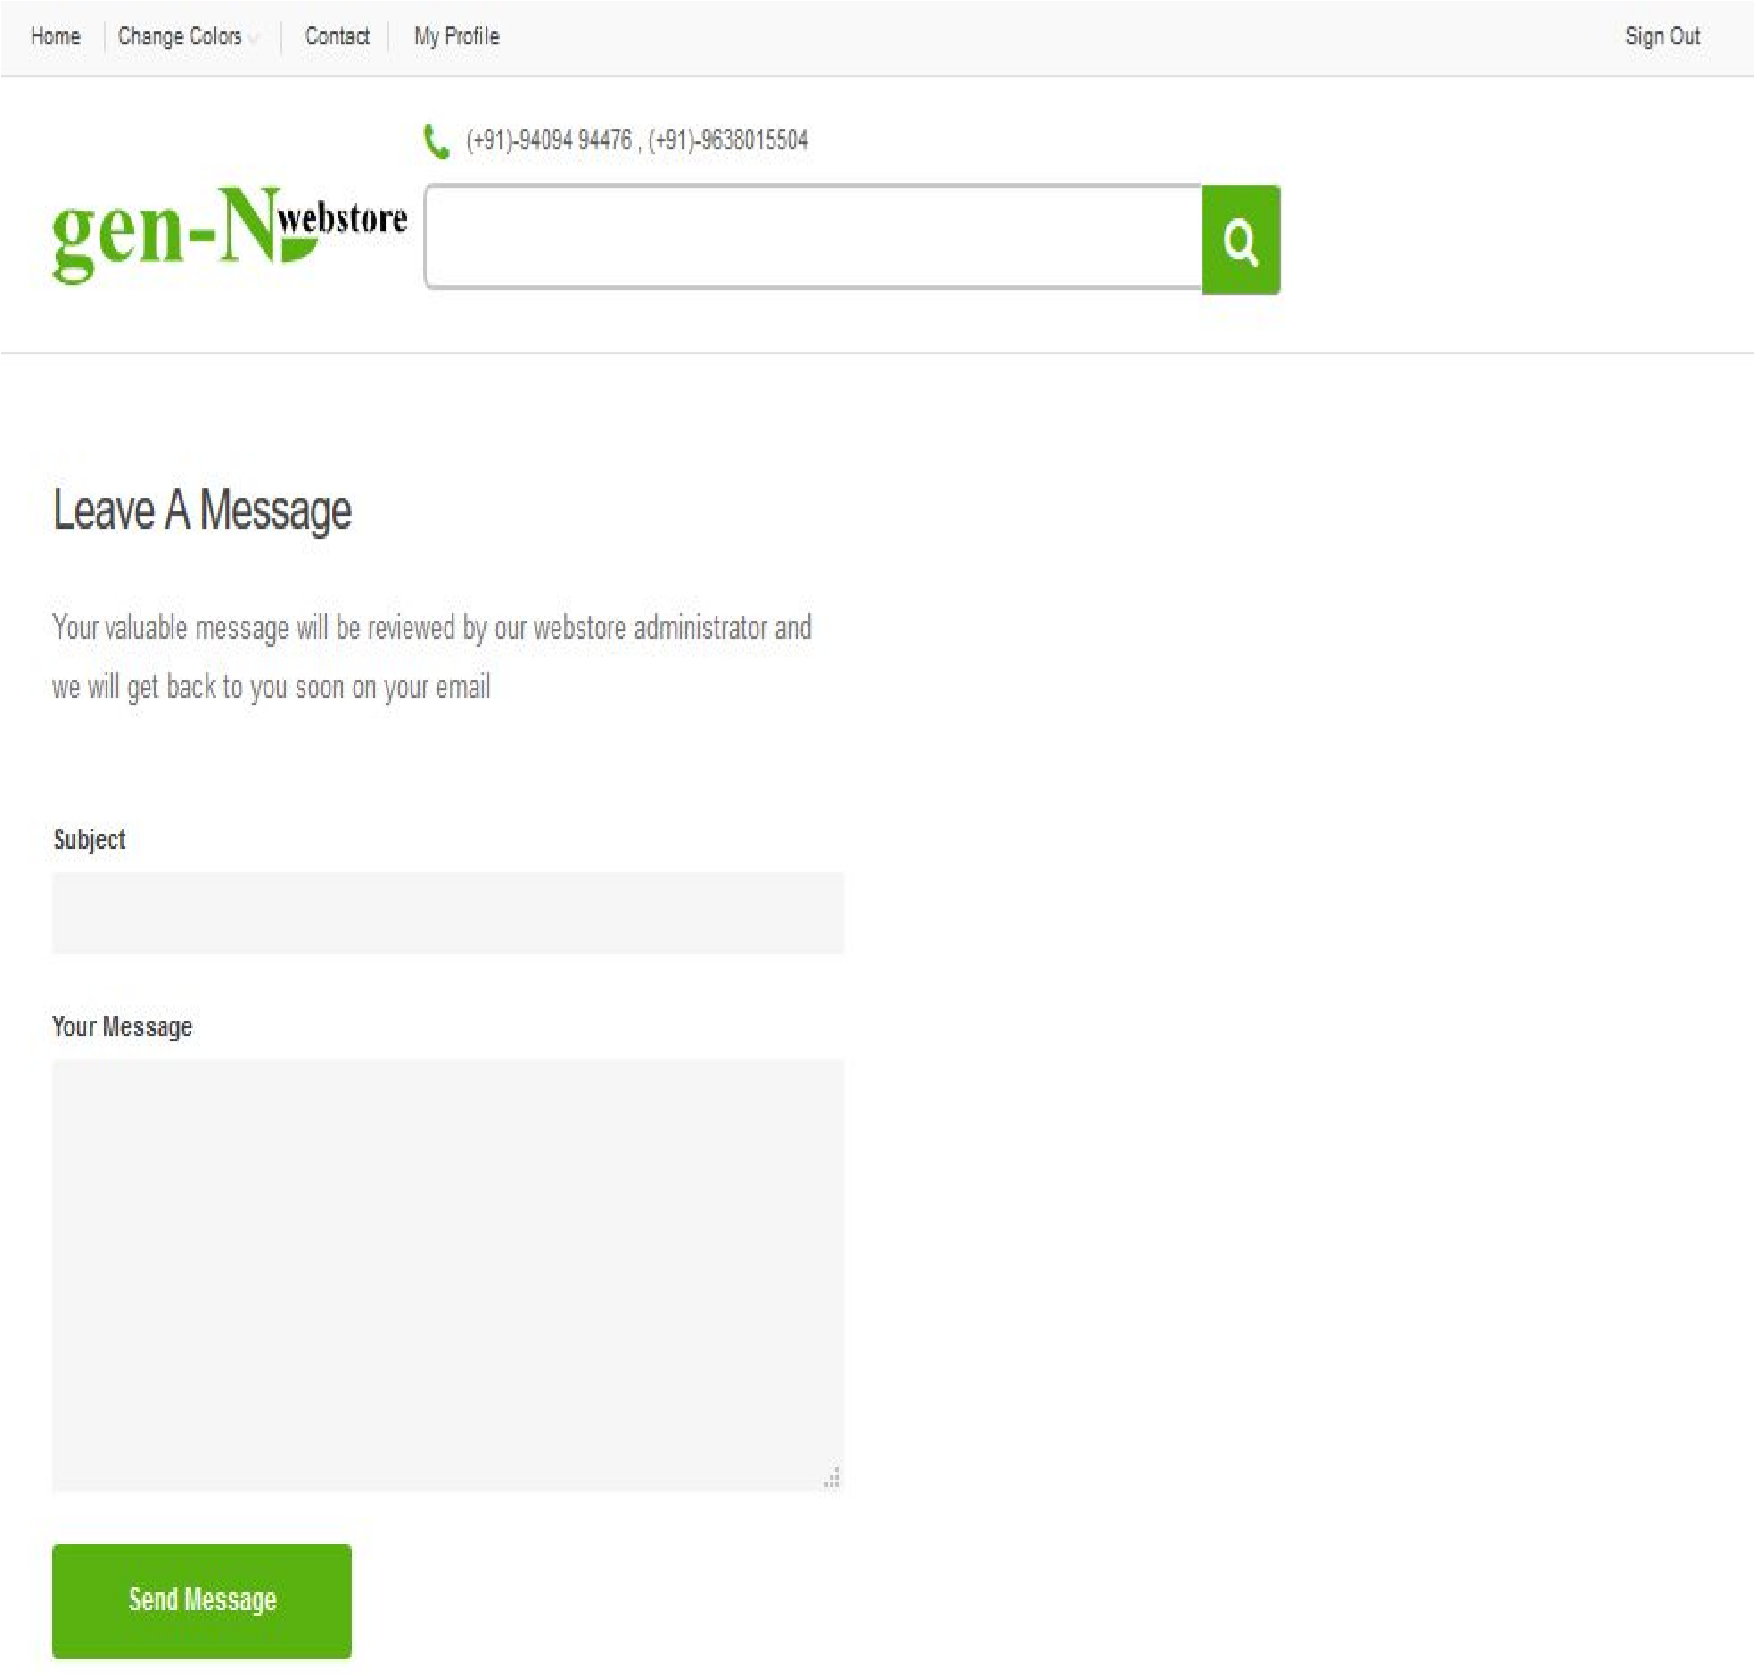 Home Change Colors Contact My Profile Sign Out
(+91)-94094 94476 , (+91)-9638015504
gen-N webstore
Leave A Message
Your valuable message will be reviewed by our webstore administrator and
we will get back to you soon on your email
Subject
Your Message
Send Message